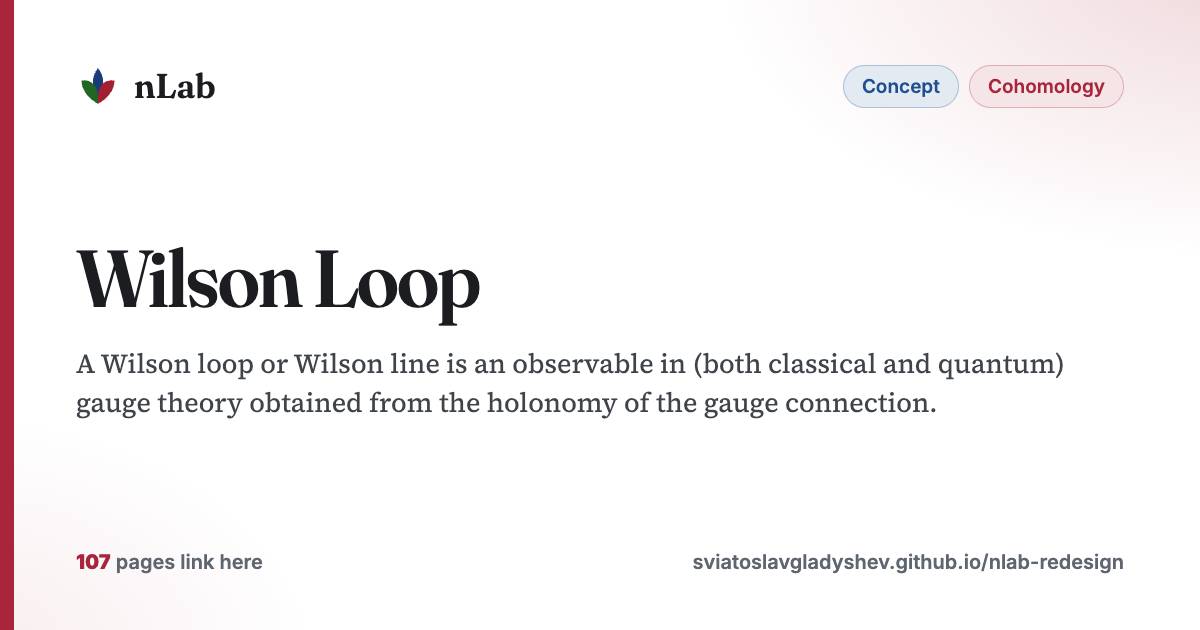 nLab
Concept
Cohomology
Wilson Loop
A Wilson loop or Wilson line is an observable in (both classical and quantum)
gauge theory obtained from the holonomy of the gauge connection.
107 pages link here
sviatoslavgladyshev.github.io/nlab-redesign